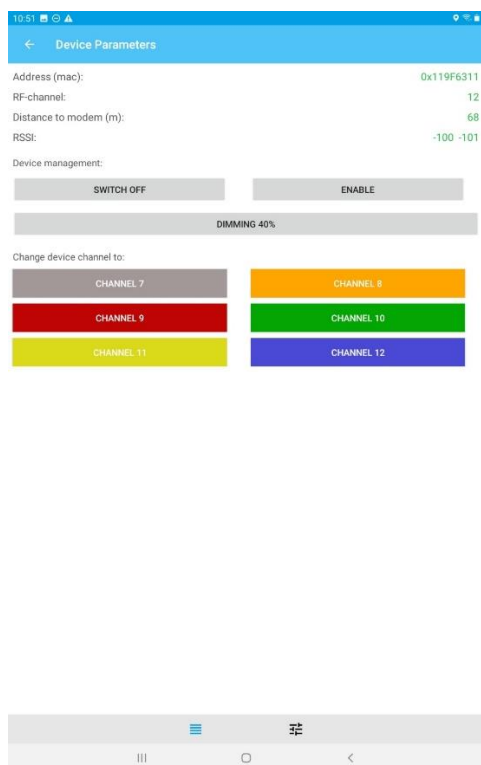 10:51
Device Parameters
Address (mac): 0x119F6311
RF-channel: 12
Distance to modem (m): 68
RSSI: -100 -101
Device management:
SWITCH OFF ENABLE
DIMMING 40%
Change device channel to:
CHANNEL 7 CHANNEL 8
CHANNEL 9 CHANNEL 10
CHANNEL 11 CHANNEL 12